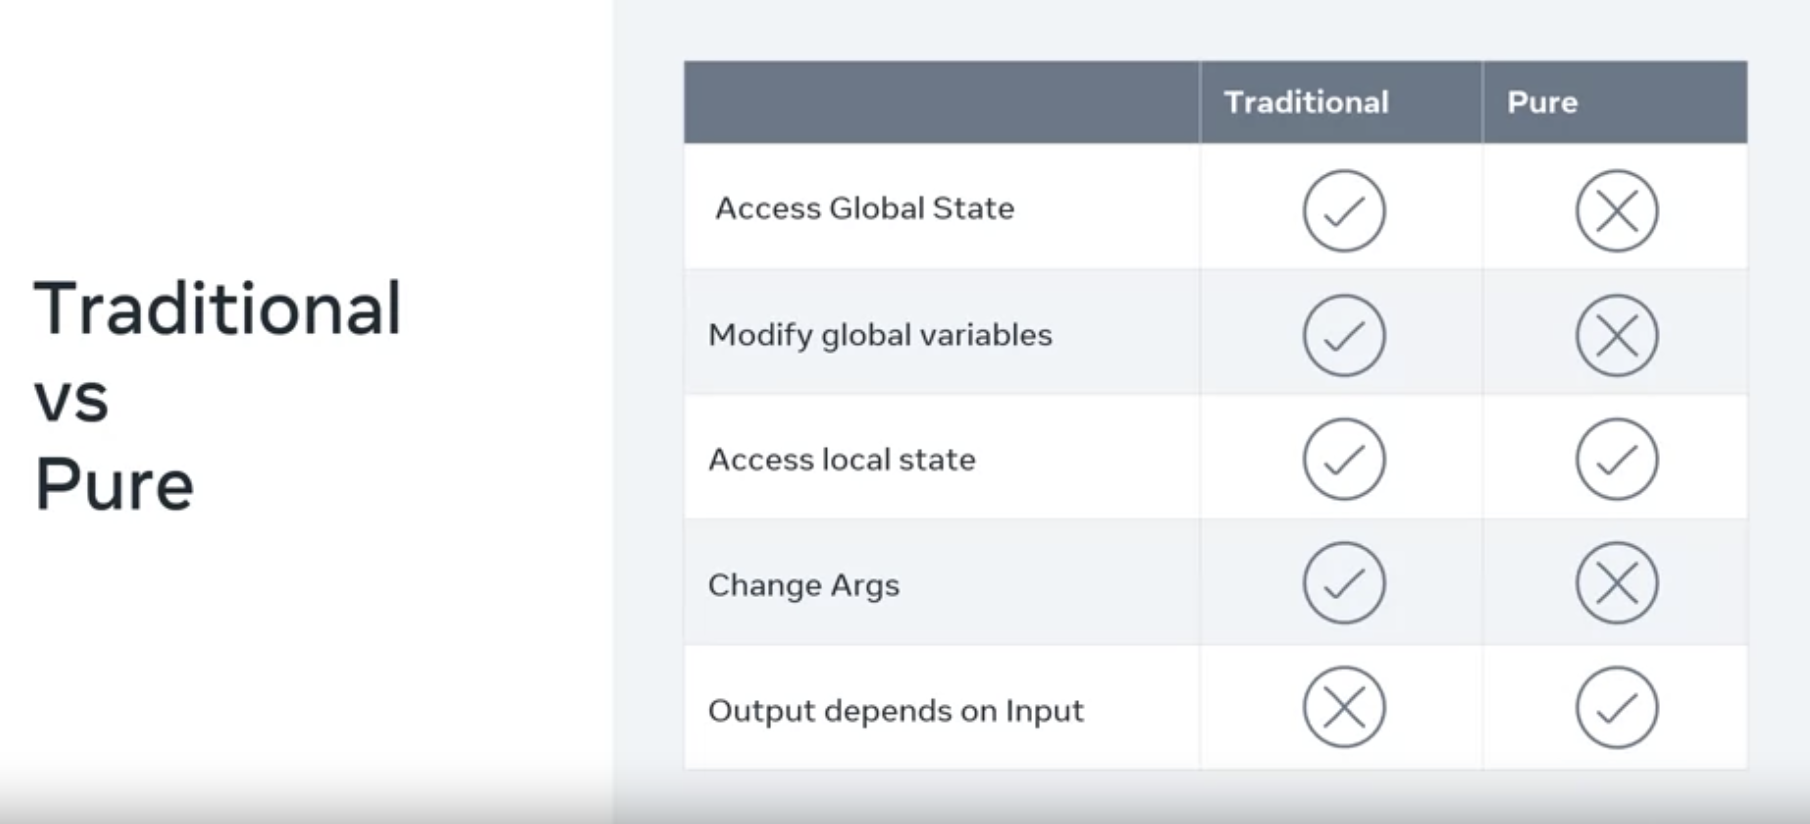 Traditional
vs
Pure
Traditional Pure
Access Global State
Modify global variables
Access local state
Change Args
Output depends on Input